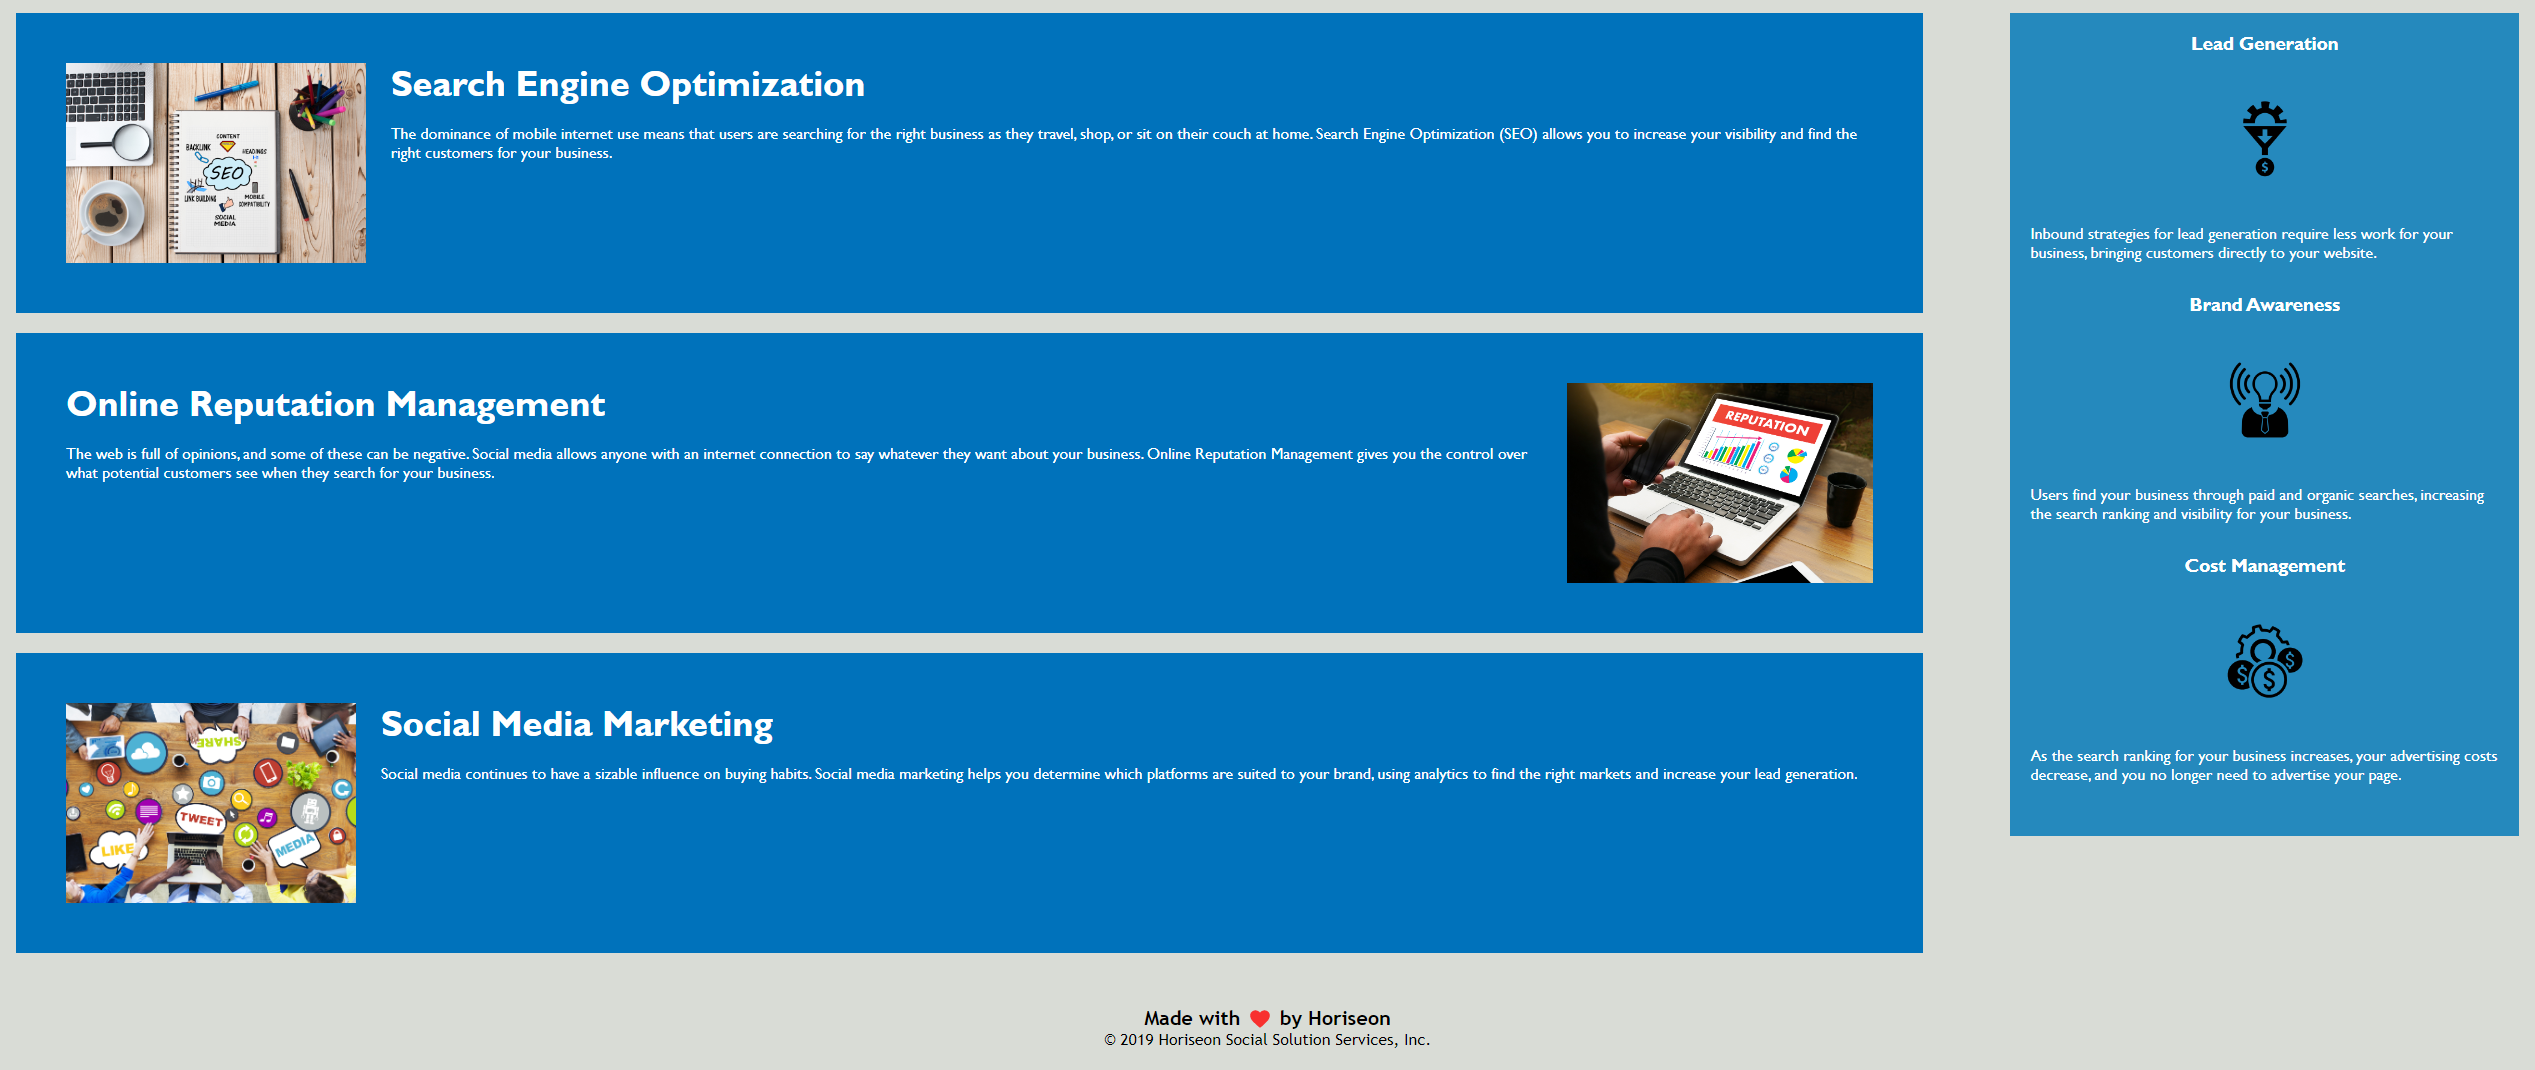 Search Engine Optimization
The dominance of mobile internet use means that users are searching for the right business as they travel, shop, or sit on their couch at home. Search Engine Optimization (SEO) allows you to increase your visibility and find the
right customers for your business.
CONTENT
BACKLINK
HEADINGS
SEO
LINK BUILDING
MOBILE
COMPATIBILITY
SOCIAL
MEDIA
Online Reputation Management
The web is full of opinions, and some of these can be negative. Social media allows anyone with an internet connection to say whatever they want about your business. Online Reputation Management gives you the control over
what potential customers see when they search for your business.
REPUTATION
Social Media Marketing
Social media continues to have a sizable influence on buying habits. Social media marketing helps you determine which platforms are suited to your brand, using analytics to find the right markets and increase your lead generation.
SHARE
TWEET
LIKE
MEDIA
Lead Generation
$
Inbound strategies for lead generation require less work for your
business, bringing customers directly to your website.
Brand Awareness
Users find your business through paid and organic searches, increasing
the search ranking and visibility for your business.
Cost Management
$ $ $
As the search ranking for your business increases, your advertising costs
decrease, and you no longer need to advertise your page.
Made with ❤️ by Horiseon
© 2019 Horiseon Social Solution Services, Inc.